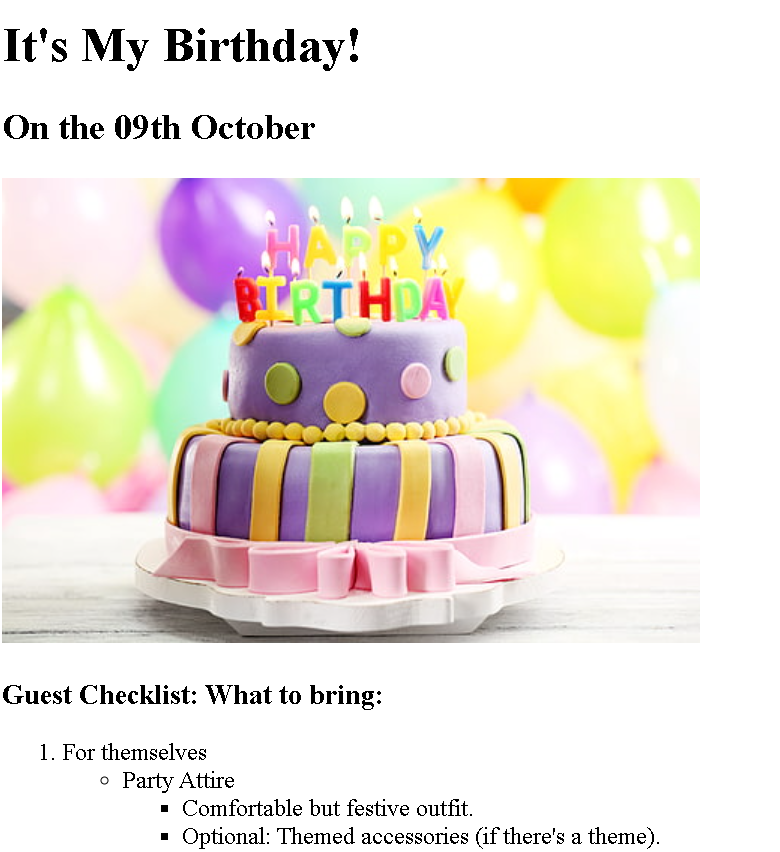 It's My Birthday!
On the 09th October
HAPPY
BIRTHDAY
Guest Checklist: What to bring:
1. For themselves
Party Attire
Comfortable but festive outfit.
Optional: Themed accessories (if there's a theme).